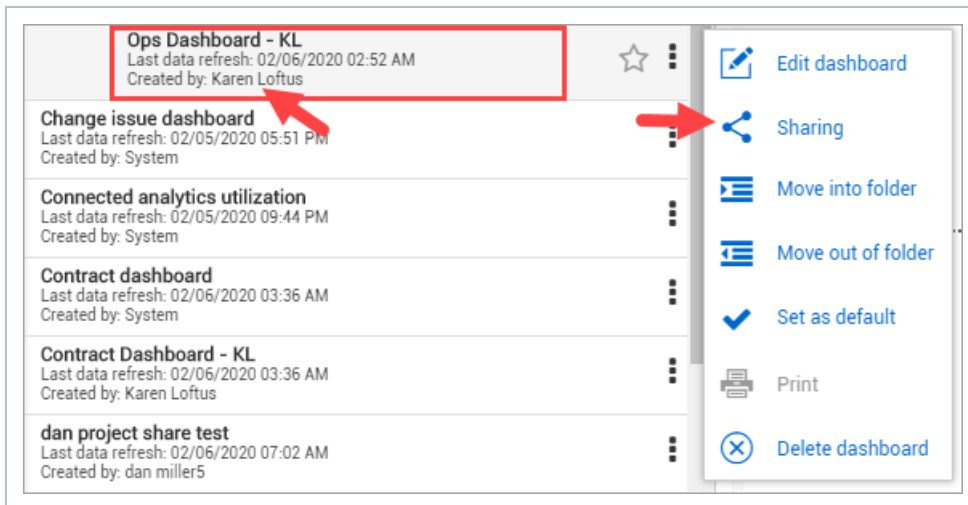 Ops Dashboard - KL
Last data refresh: 02/06/2020 02:52 AM
Created by: Karen Loftus
Change issue dashboard
Last data refresh: 02/05/2020 05:51 PM
Created by: System
Connected analytics utilization
Last data refresh: 02/05/2020 09:44 PM
Created by: System
Contract dashboard
Last data refresh: 02/06/2020 03:36 AM
Created by: System
Contract Dashboard - KL
Last data refresh: 02/06/2020 03:36 AM
Created by: Karen Loftus
dan project share test
Last data refresh: 02/06/2020 07:02 AM
Created by: dan miller5
Edit dashboard
Sharing
Move into folder
Move out of folder
Set as default
Print
Delete dashboard